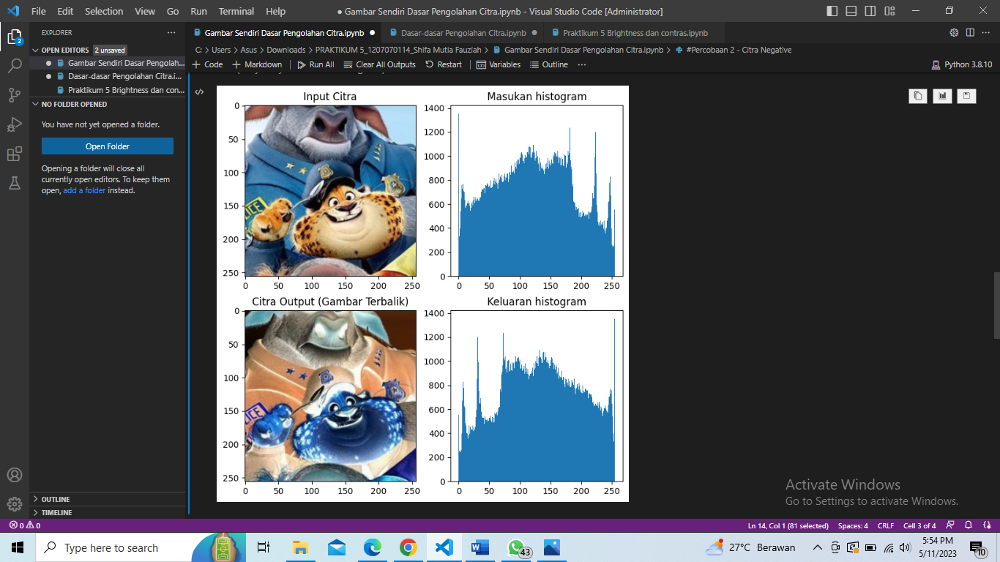 File Edit Selection View Go Run Terminal Help
● Gambar Sendiri Dasar Pengolahan Citra.ipynb - Visual Studio Code [Administrator]
EXPLORER
OPEN EDITORS 2 unsaved
Gambar Sendiri Dasar Pengolah...
Dasar-dasar Pengolahan Citra.i...
Praktikum 5 Brightness dan con...
NO FOLDER OPENED
You have not yet opened a folder.
Open Folder
Opening a folder will close all
currently open editors. To keep them
open, add a folder instead.
OUTLINE
TIMELINE
2
Gambar Sendiri Dasar Pengolahan Citra.ipynb ●
Dasar-dasar Pengolahan Citra.ipynb ●
Praktikum 5 Brightness dan contras.ipynb
C: > Users > Asus > Downloads > PRAKTIKUM 5_1207070114_Shifa Mutia Fauziah > Gambar Sendiri Dasar Pengolahan Citra.ipynb > #Percobaan 2 - Citra Negative
+ Code + Markdown Run All Clear All Outputs Restart Variables Outline ...
Python 3.8.10
Input Citra
0
50
100
150
200
250
0 50 100 150 200 250
LICE
Masukan histogram
1400
1200
1000
800
600
400
200
0
0 50 100 150 200 250
Citra Output (Gambar Terbalik)
0
50
100
150
200
250
0 50 100 150 200 250
ICE
Keluaran histogram
1400
1200
1000
800
600
400
200
0
0 50 100 150 200 250
Activate Windows
Go to Settings to activate Windows.
0 0
Ln 14, Col 1 (81 selected) Spaces: 4 CRLF Cell 3 of 4
Type here to search
43
27°C Berawan
5:54 PM
5/11/2023
10